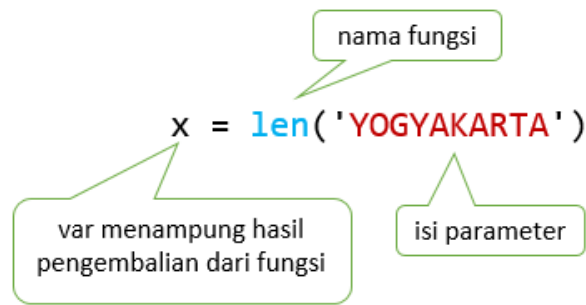 nama fungsi
x = len('YOGYAKARTA')
var menampung hasil
pengembalian dari fungsi
isi parameter